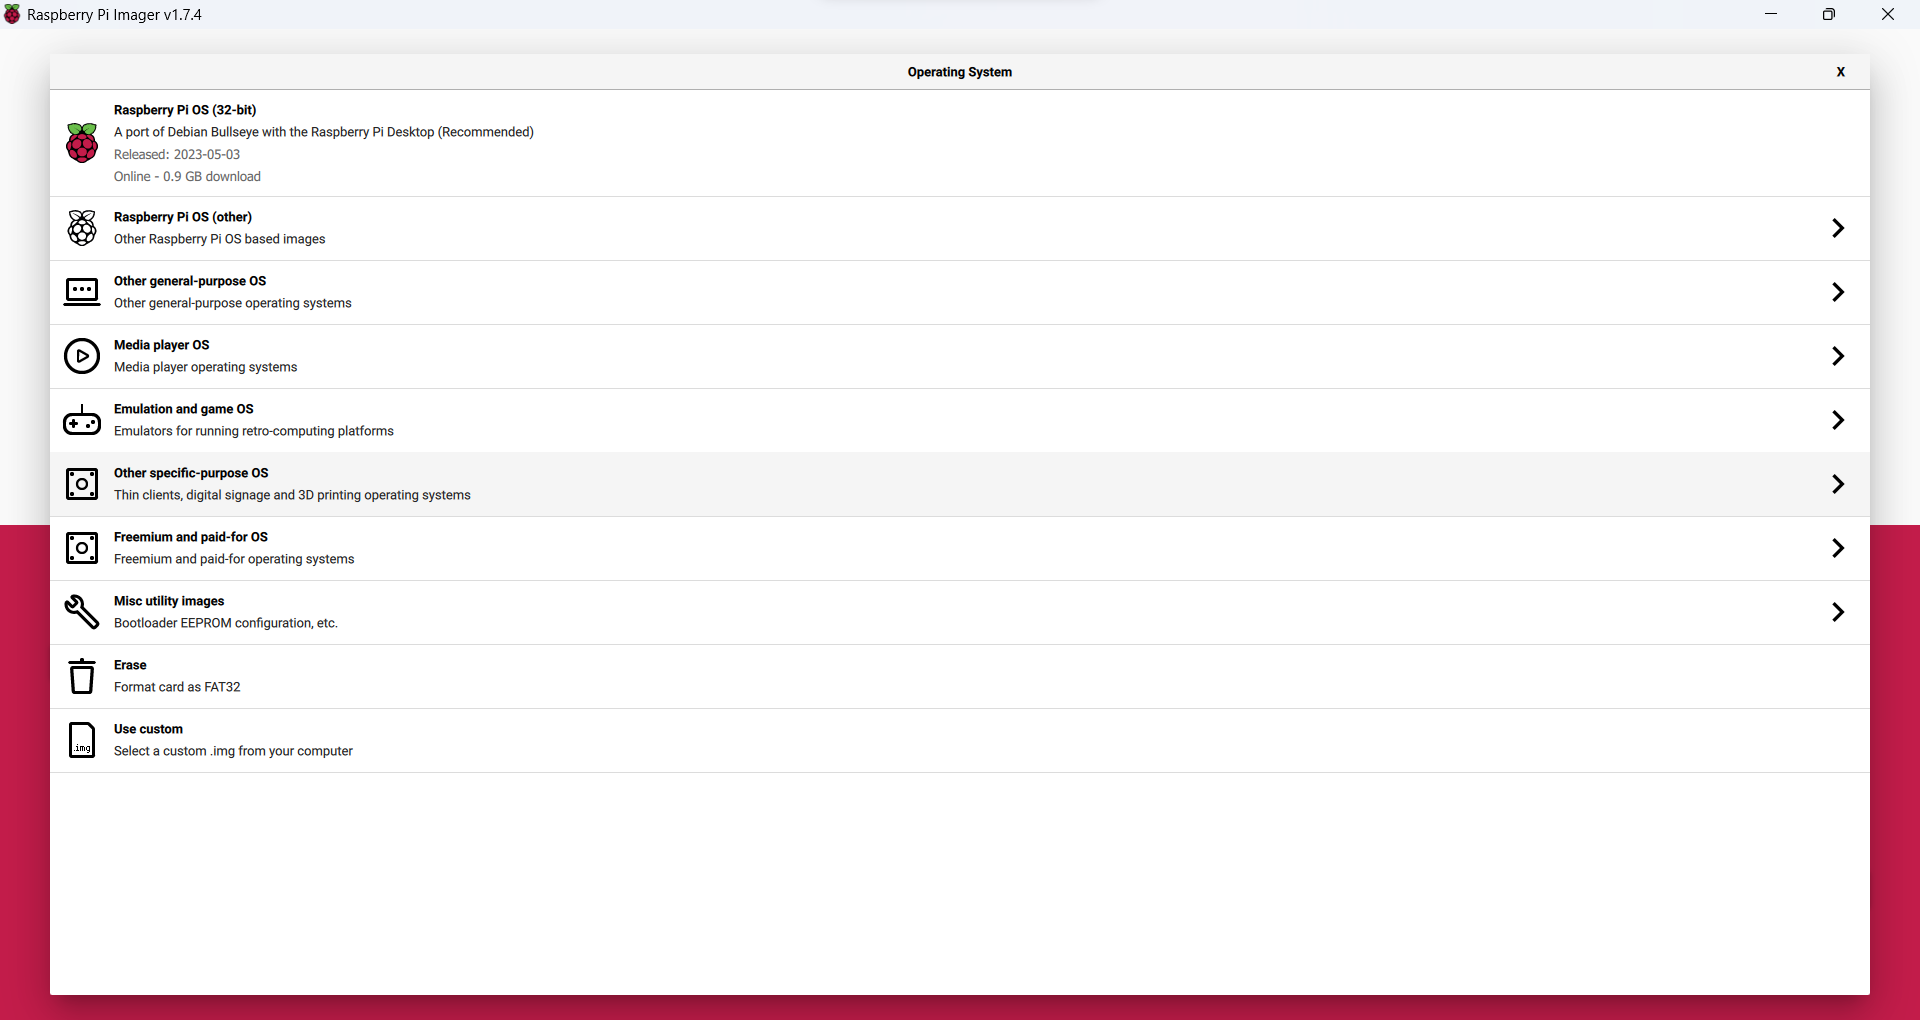 Raspberry Pi Imager v1.7.4
Operating System
X
Raspberry Pi OS (32-bit)
A port of Debian Bullseye with the Raspberry Pi Desktop (Recommended)
Released: 2023-05-03
Online - 0.9 GB download
Raspberry Pi OS (other)
Other Raspberry Pi OS based images
Other general-purpose OS
Other general-purpose operating systems
Media player OS
Media player operating systems
Emulation and game OS
Emulators for running retro-computing platforms
Other specific-purpose OS
Thin clients, digital signage and 3D printing operating systems
Freemium and paid-for OS
Freemium and paid-for operating systems
Misc utility images
Bootloader EEPROM configuration, etc.
Erase
Format card as FAT32
.img
Use custom
Select a custom .img from your computer